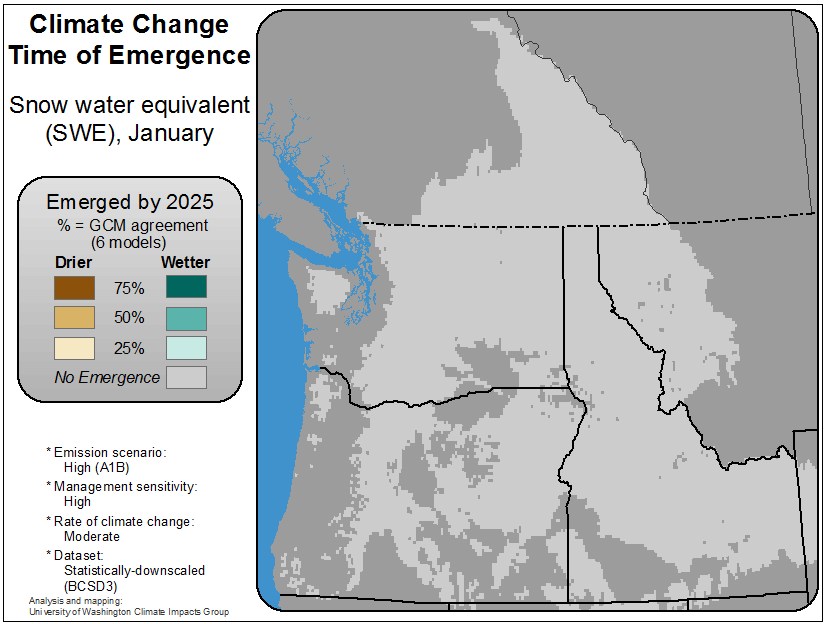 Climate Change
Time of Emergence
Snow water equivalent
(SWE), January
Emerged by 2025
% = GCM agreement
(6 models)
Drier Wetter
75%
50%
25%
No Emergence
* Emission scenario:
High (A1B)
* Management sensitivity:
High
* Rate of climate change:
Moderate
* Dataset:
Statistically-downscaled
(BCSD3)
Analysis and mapping:
University of Washington Climate Impacts Group